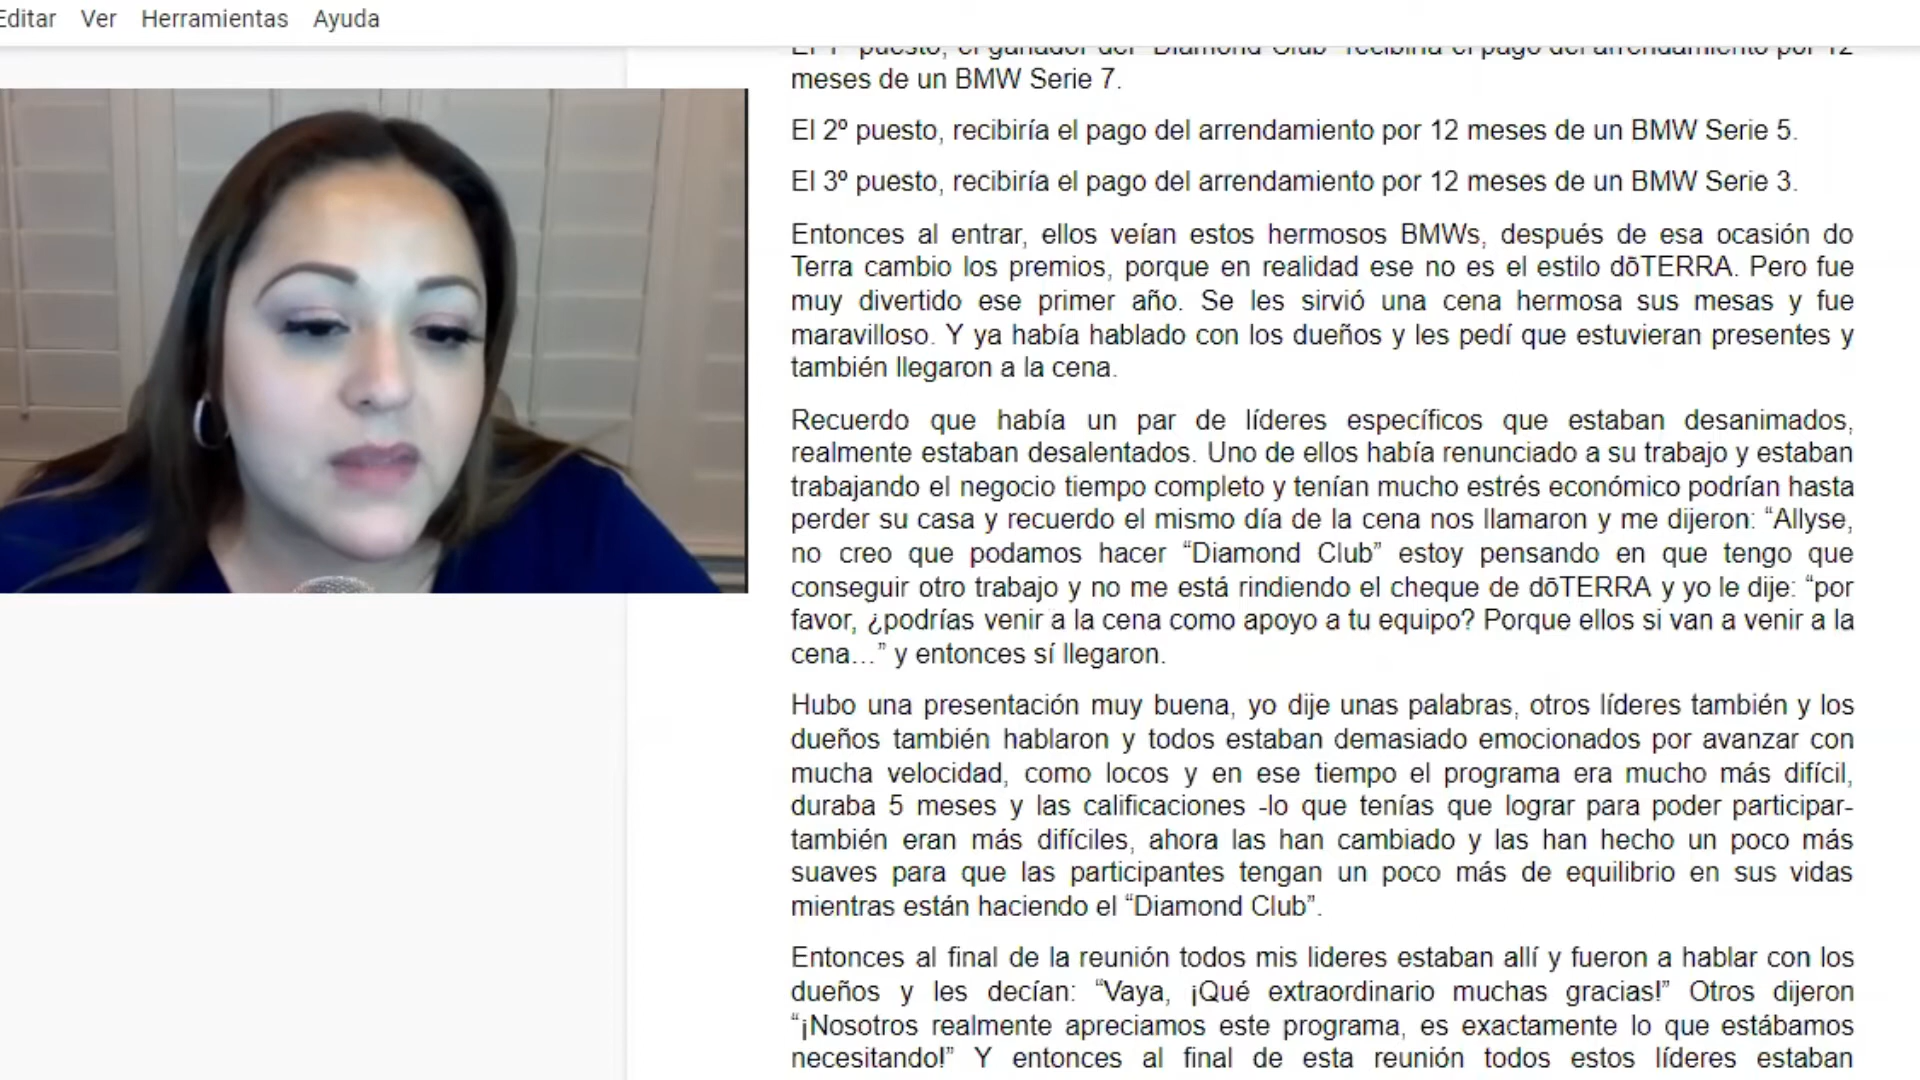 Editar Ver Herramientas Ayuda
El 1º puesto, el ganador del “Diamond Club” recibiría el pago del arrendamiento por 12
meses de un BMW Serie 7.
El 2º puesto, recibiría el pago del arrendamiento por 12 meses de un BMW Serie 5.
El 3º puesto, recibiría el pago del arrendamiento por 12 meses de un BMW Serie 3.
Entonces al entrar, ellos veían estos hermosos BMWs, después de esa ocasión do
Terra cambio los premios, porque en realidad ese no es el estilo dōTERRA. Pero fue
muy divertido ese primer año. Se les sirvió una cena hermosa sus mesas y fue
maravilloso. Y ya había hablado con los dueños y les pedí que estuvieran presentes y
también llegaron a la cena.
Recuerdo que había un par de líderes específicos que estaban desanimados,
realmente estaban desalentados. Uno de ellos había renunciado a su trabajo y estaban
trabajando el negocio tiempo completo y tenían mucho estrés económico podrían hasta
perder su casa y recuerdo el mismo día de la cena nos llamaron y me dijeron: “Allyse,
no creo que podamos hacer “Diamond Club” estoy pensando en que tengo que
conseguir otro trabajo y no me está rindiendo el cheque de dōTERRA y yo le dije: “por
favor, ¿podrías venir a la cena como apoyo a tu equipo? Porque ellos si van a venir a la
cena…” y entonces sí llegaron.
Hubo una presentación muy buena, yo dije unas palabras, otros líderes también y los
dueños también hablaron y todos estaban demasiado emocionados por avanzar con
mucha velocidad, como locos y en ese tiempo el programa era mucho más difícil,
duraba 5 meses y las calificaciones -lo que tenías que lograr para poder participar-
también eran más difíciles, ahora las han cambiado y las han hecho un poco más
suaves para que las participantes tengan un poco más de equilibrio en sus vidas
mientras están haciendo el “Diamond Club”.
Entonces al final de la reunión todos mis lideres estaban allí y fueron a hablar con los
dueños y les decían: “Vaya, ¡Qué extraordinario muchas gracias!” Otros dijeron
“¡Nosotros realmente apreciamos este programa, es exactamente lo que estábamos
necesitando!” Y entonces al final de esta reunión todos estos líderes estaban